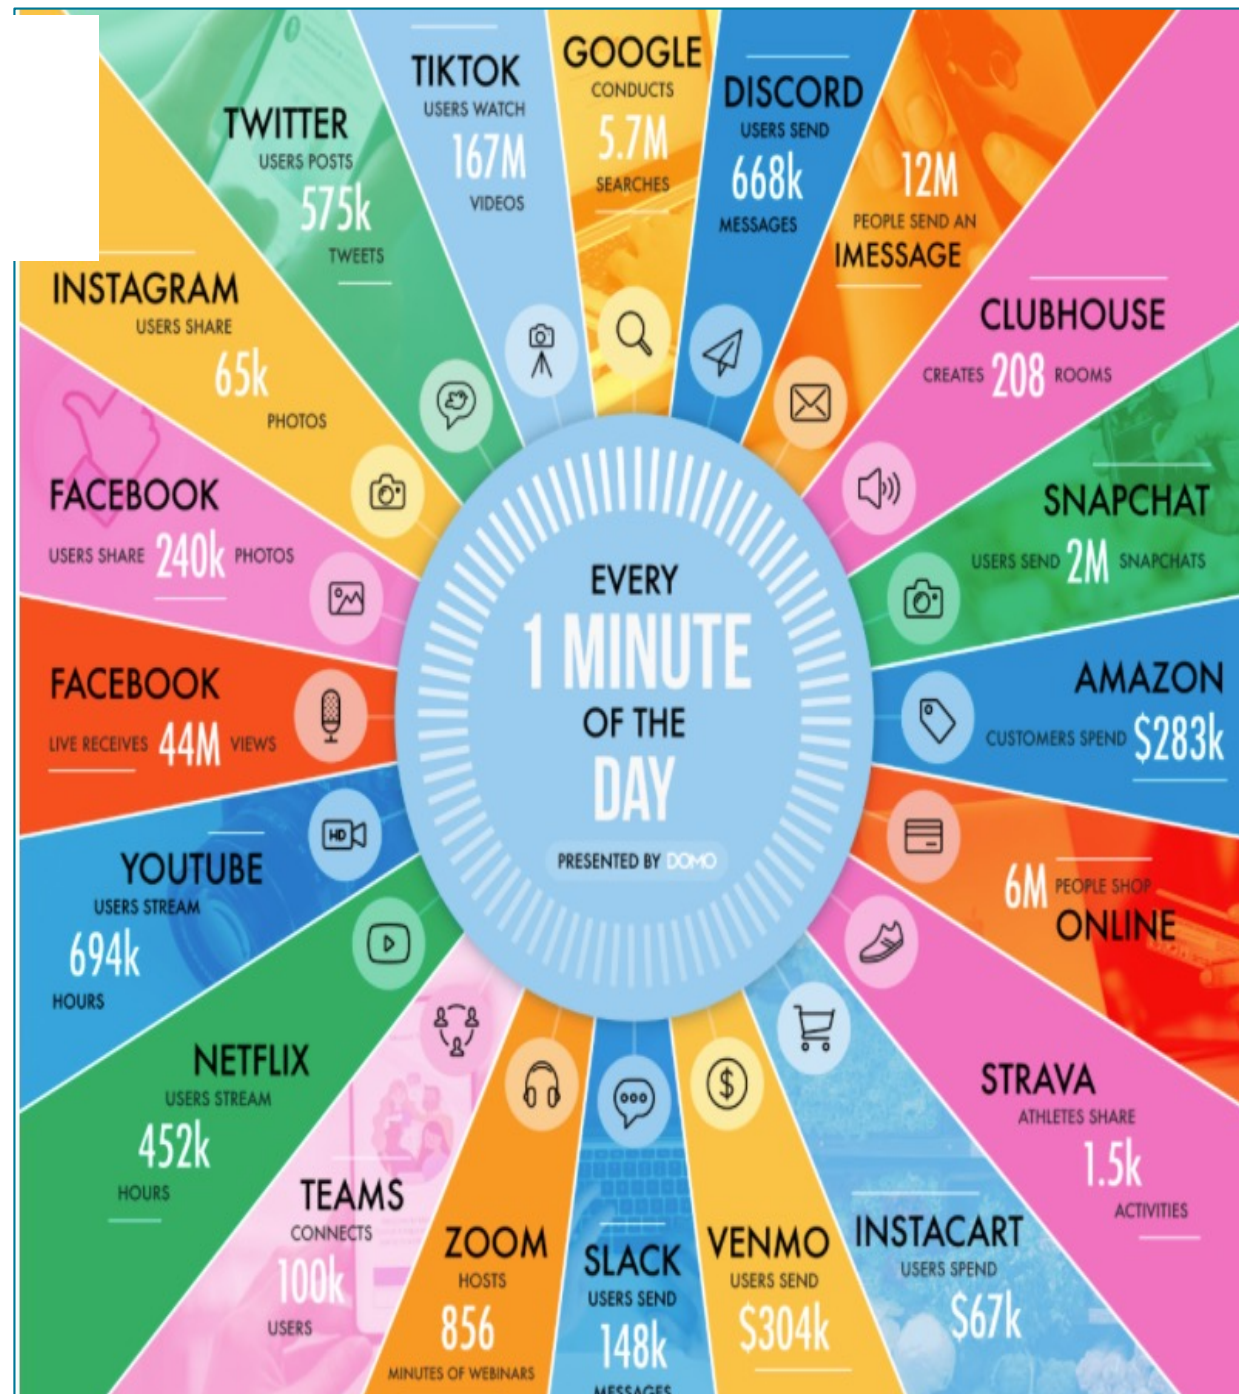 TWITTER
USERS POSTS
575k
TWEETS
TIKTOK
USERS WATCH
167M
VIDEOS
GOOGLE
CONDUCTS
5.7M
SEARCHES
DISCORD
USERS SEND
668k
MESSAGES
12M
PEOPLE SEND AN
IMESSAGE
CLUBHOUSE
CREATES 208 ROOMS
SNAPCHAT
USERS SEND 2M SNAPCHATS
AMAZON
CUSTOMERS SPEND $283k
6M PEOPLE SHOP
ONLINE
STRAVA
ATHLETES SHARE
1.5k
ACTIVITIES
INSTACART
USERS SPEND
$67k
VENMO
USERS SEND
$304k
SLACK
USERS SEND
148k
MESSAGES
ZOOM
HOSTS
856
MINUTES OF WEBINARS
TEAMS
CONNECTS
100k
USERS
NETFLIX
USERS STREAM
452k
HOURS
YOUTUBE
USERS STREAM
694k
HOURS
HD
FACEBOOK
LIVE RECEIVES 44M VIEWS
FACEBOOK
USERS SHARE 240k PHOTOS
INSTAGRAM
USERS SHARE
65k
PHOTOS
EVERY
1 MINUTE
OF THE
DAY
PRESENTED BY DOMO